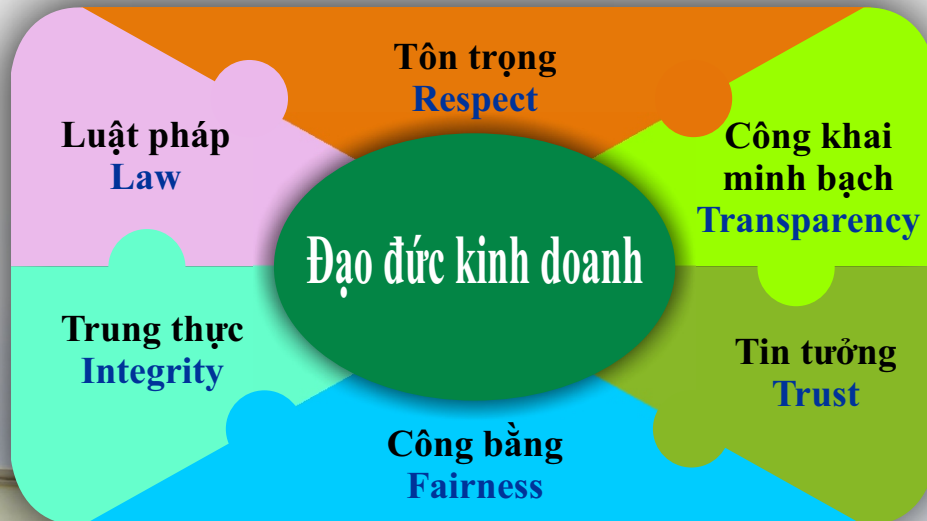 Tôn trọng
Respect
Luật pháp
Law
Công khai
minh bạch
Transparency
Đạo đức kinh doanh
Trung thực
Integrity
Tin tưởng
Trust
Công bằng
Fairness